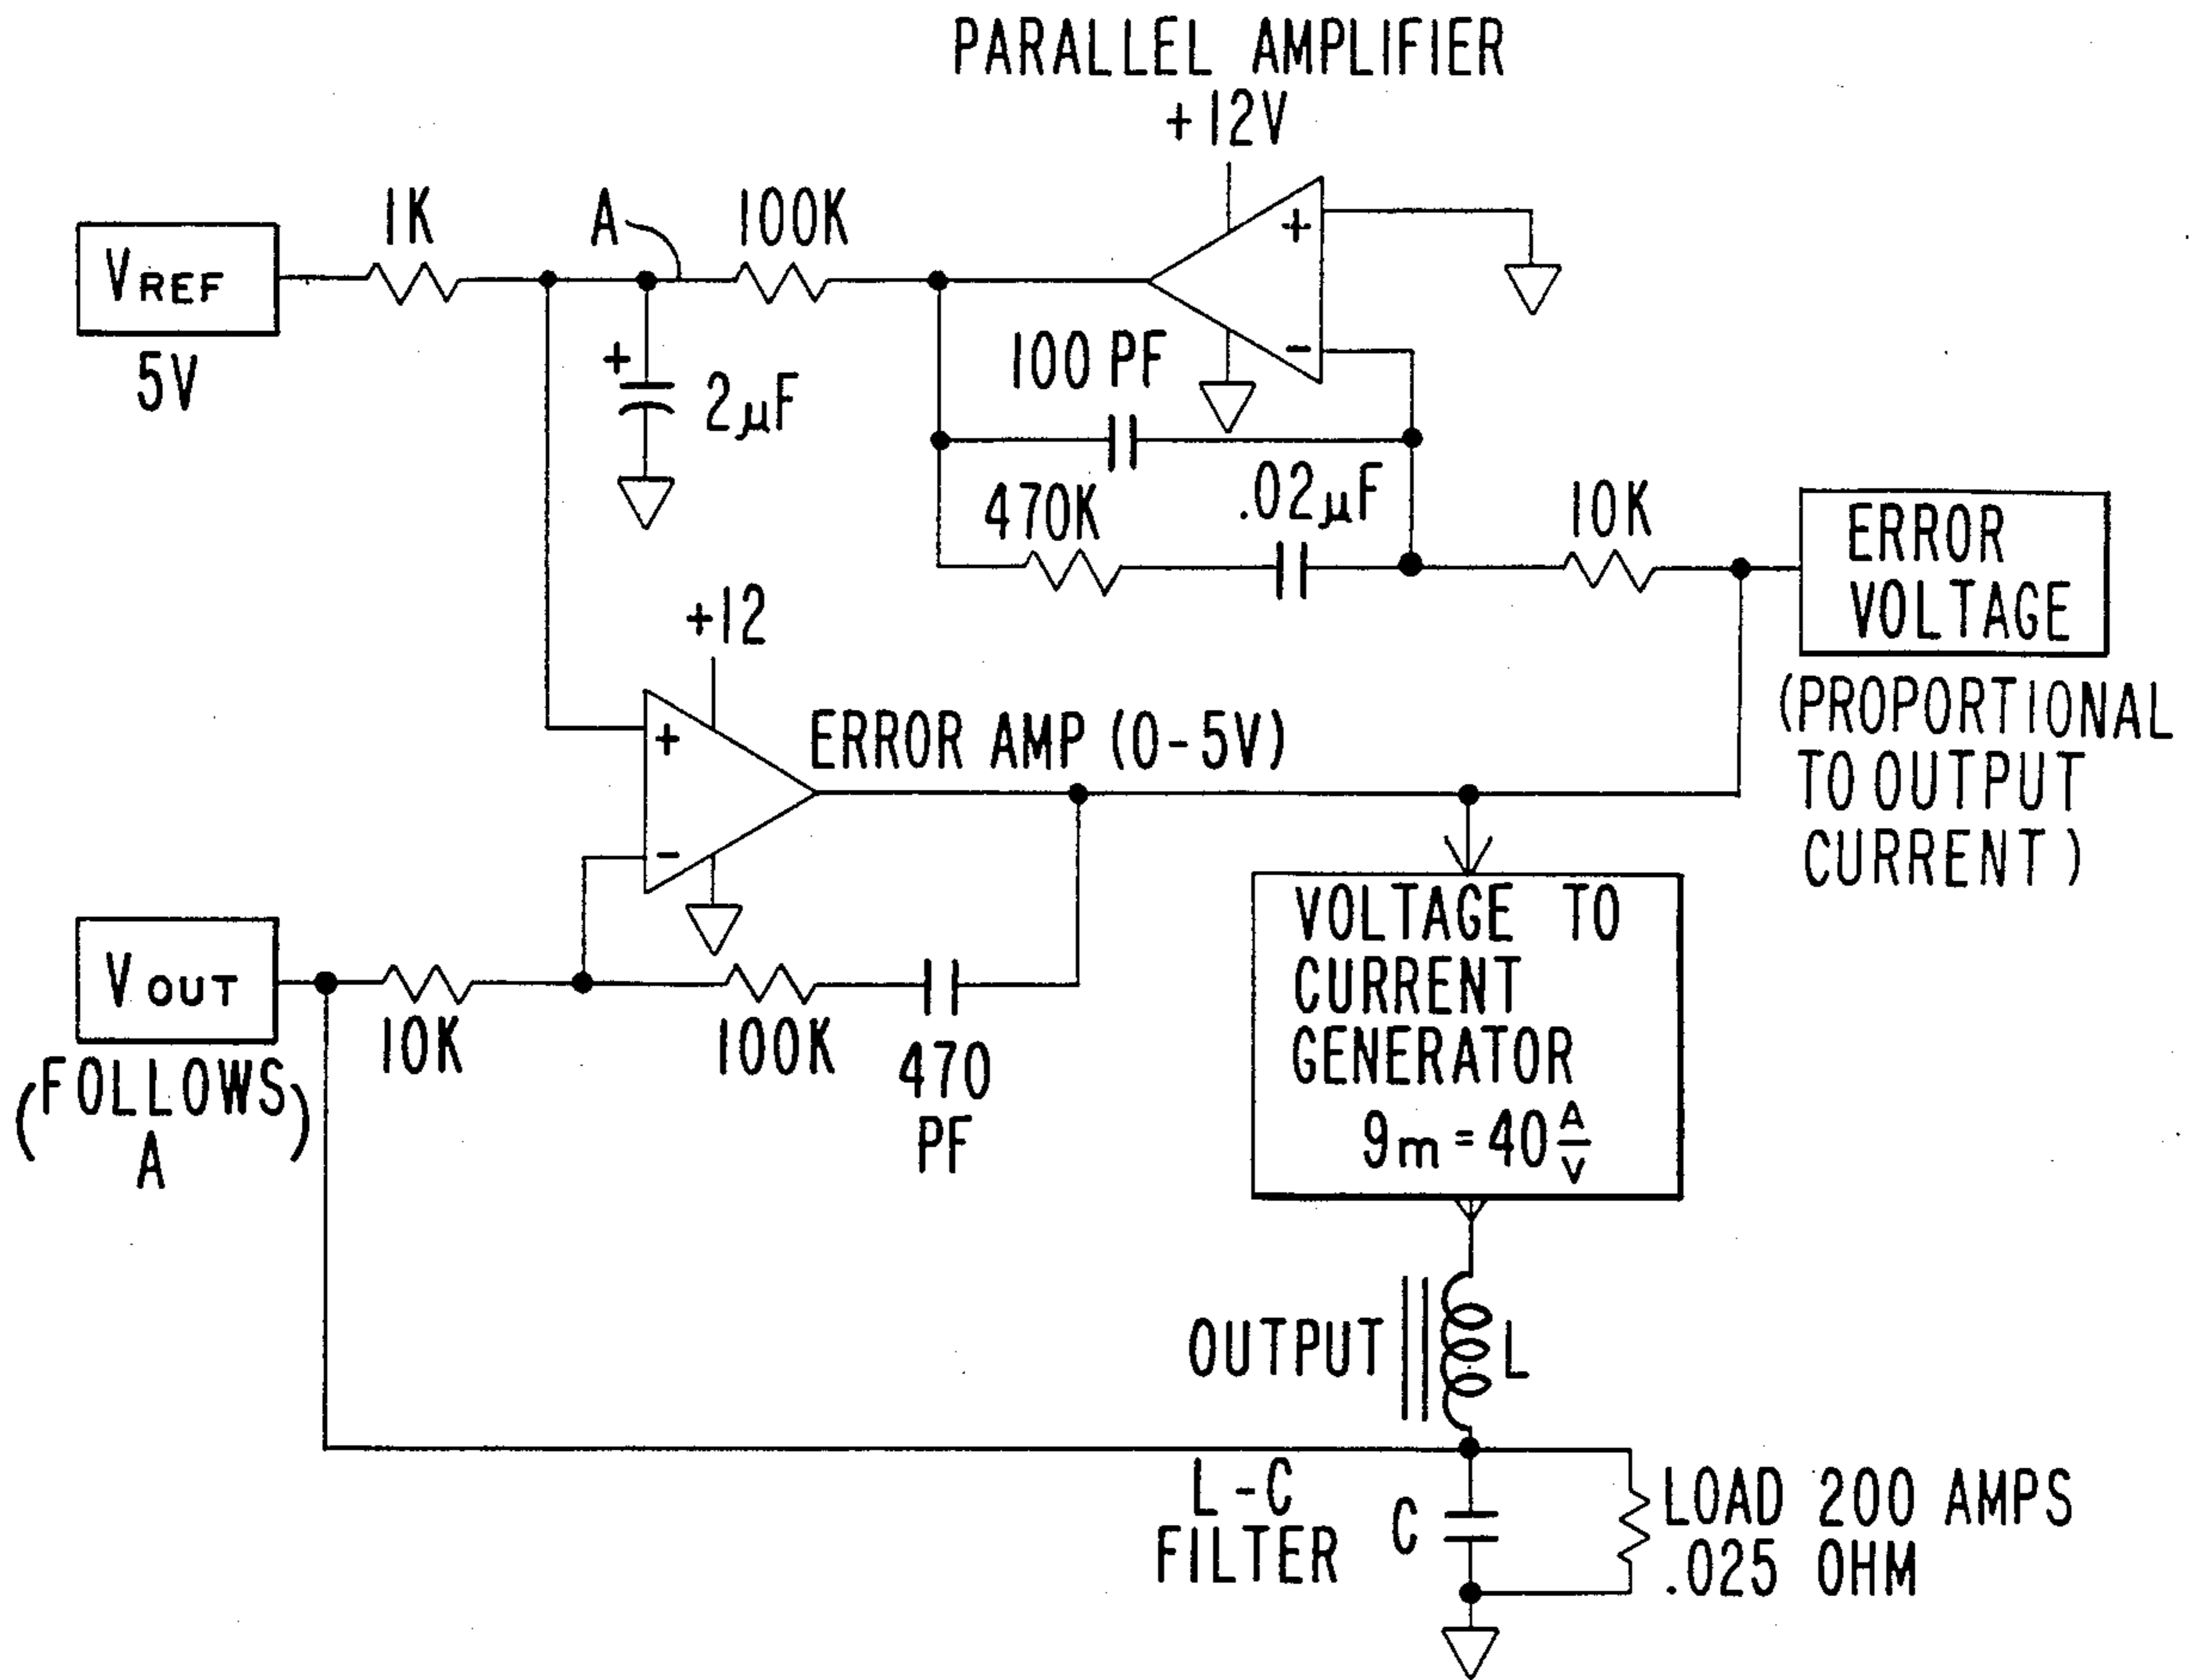 PARALLEL AMPLIFIER
+12V
1K
A
100K
+
VREF
5V
+
2µF
100 PF
-
470K
.02µF
10K
ERROR
VOLTAGE
(PROPORTIONAL
TO OUTPUT
CURRENT)
+12
+
ERROR AMP (0-5V)
-
VOUT
(FOLLOWS)
A
10K
100K
470
PF
VOLTAGE TO
CURRENT
GENERATOR
9m = 40 A/V
OUTPUT
L
L-C
FILTER
C
LOAD 200 AMPS
.025 OHM